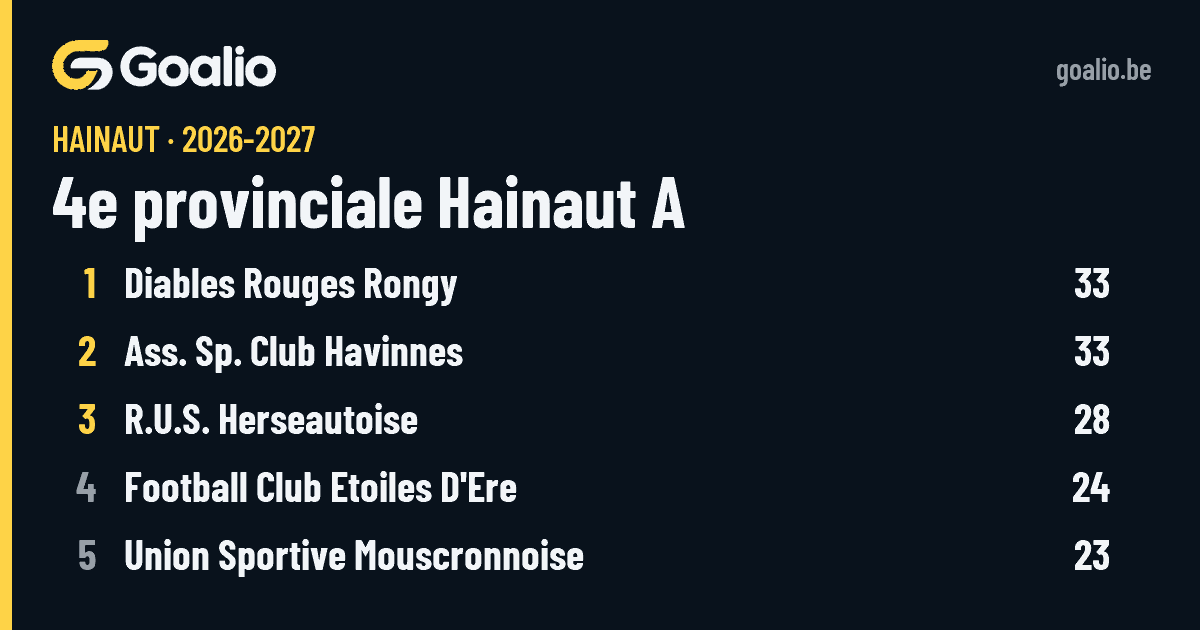 Goalio
goalio.be
HAINAUT · 2026-2027
4e provinciale Hainaut A
1 Diables Rouges Rongy 33
2 Ass. Sp. Club Havinnes 33
3 R.U.S. Herseautoise 28
4 Football Club Etoiles D'Ere 24
5 Union Sportive Mouscronnoise 23